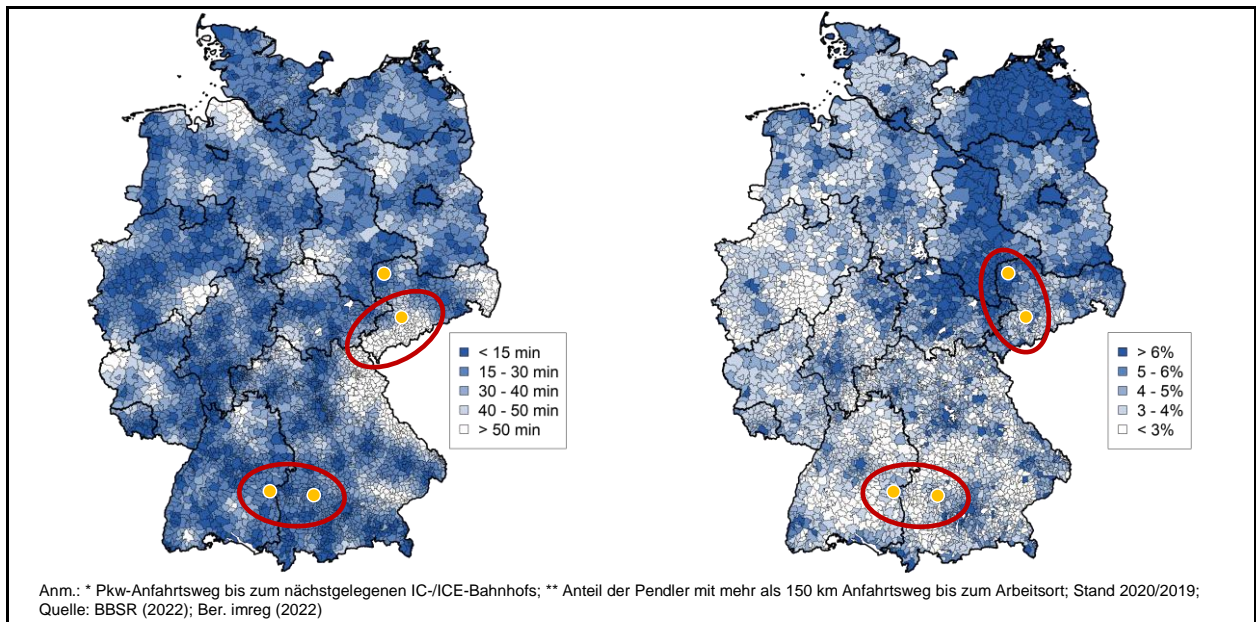 < 15 min
15 - 30 min
30 - 40 min
40 - 50 min
> 50 min
> 6%
5 - 6%
4 - 5%
3 - 4%
< 3%
Anm.: * Pkw-Anfahrtsweg bis zum nächstgelegenen IC-/ICE-Bahnhofs; ** Anteil der Pendler mit mehr als 150 km Anfahrtsweg bis zum Arbeitsort; Stand 2020/2019;
Quelle: BBSR (2022); Ber. imreg (2022)